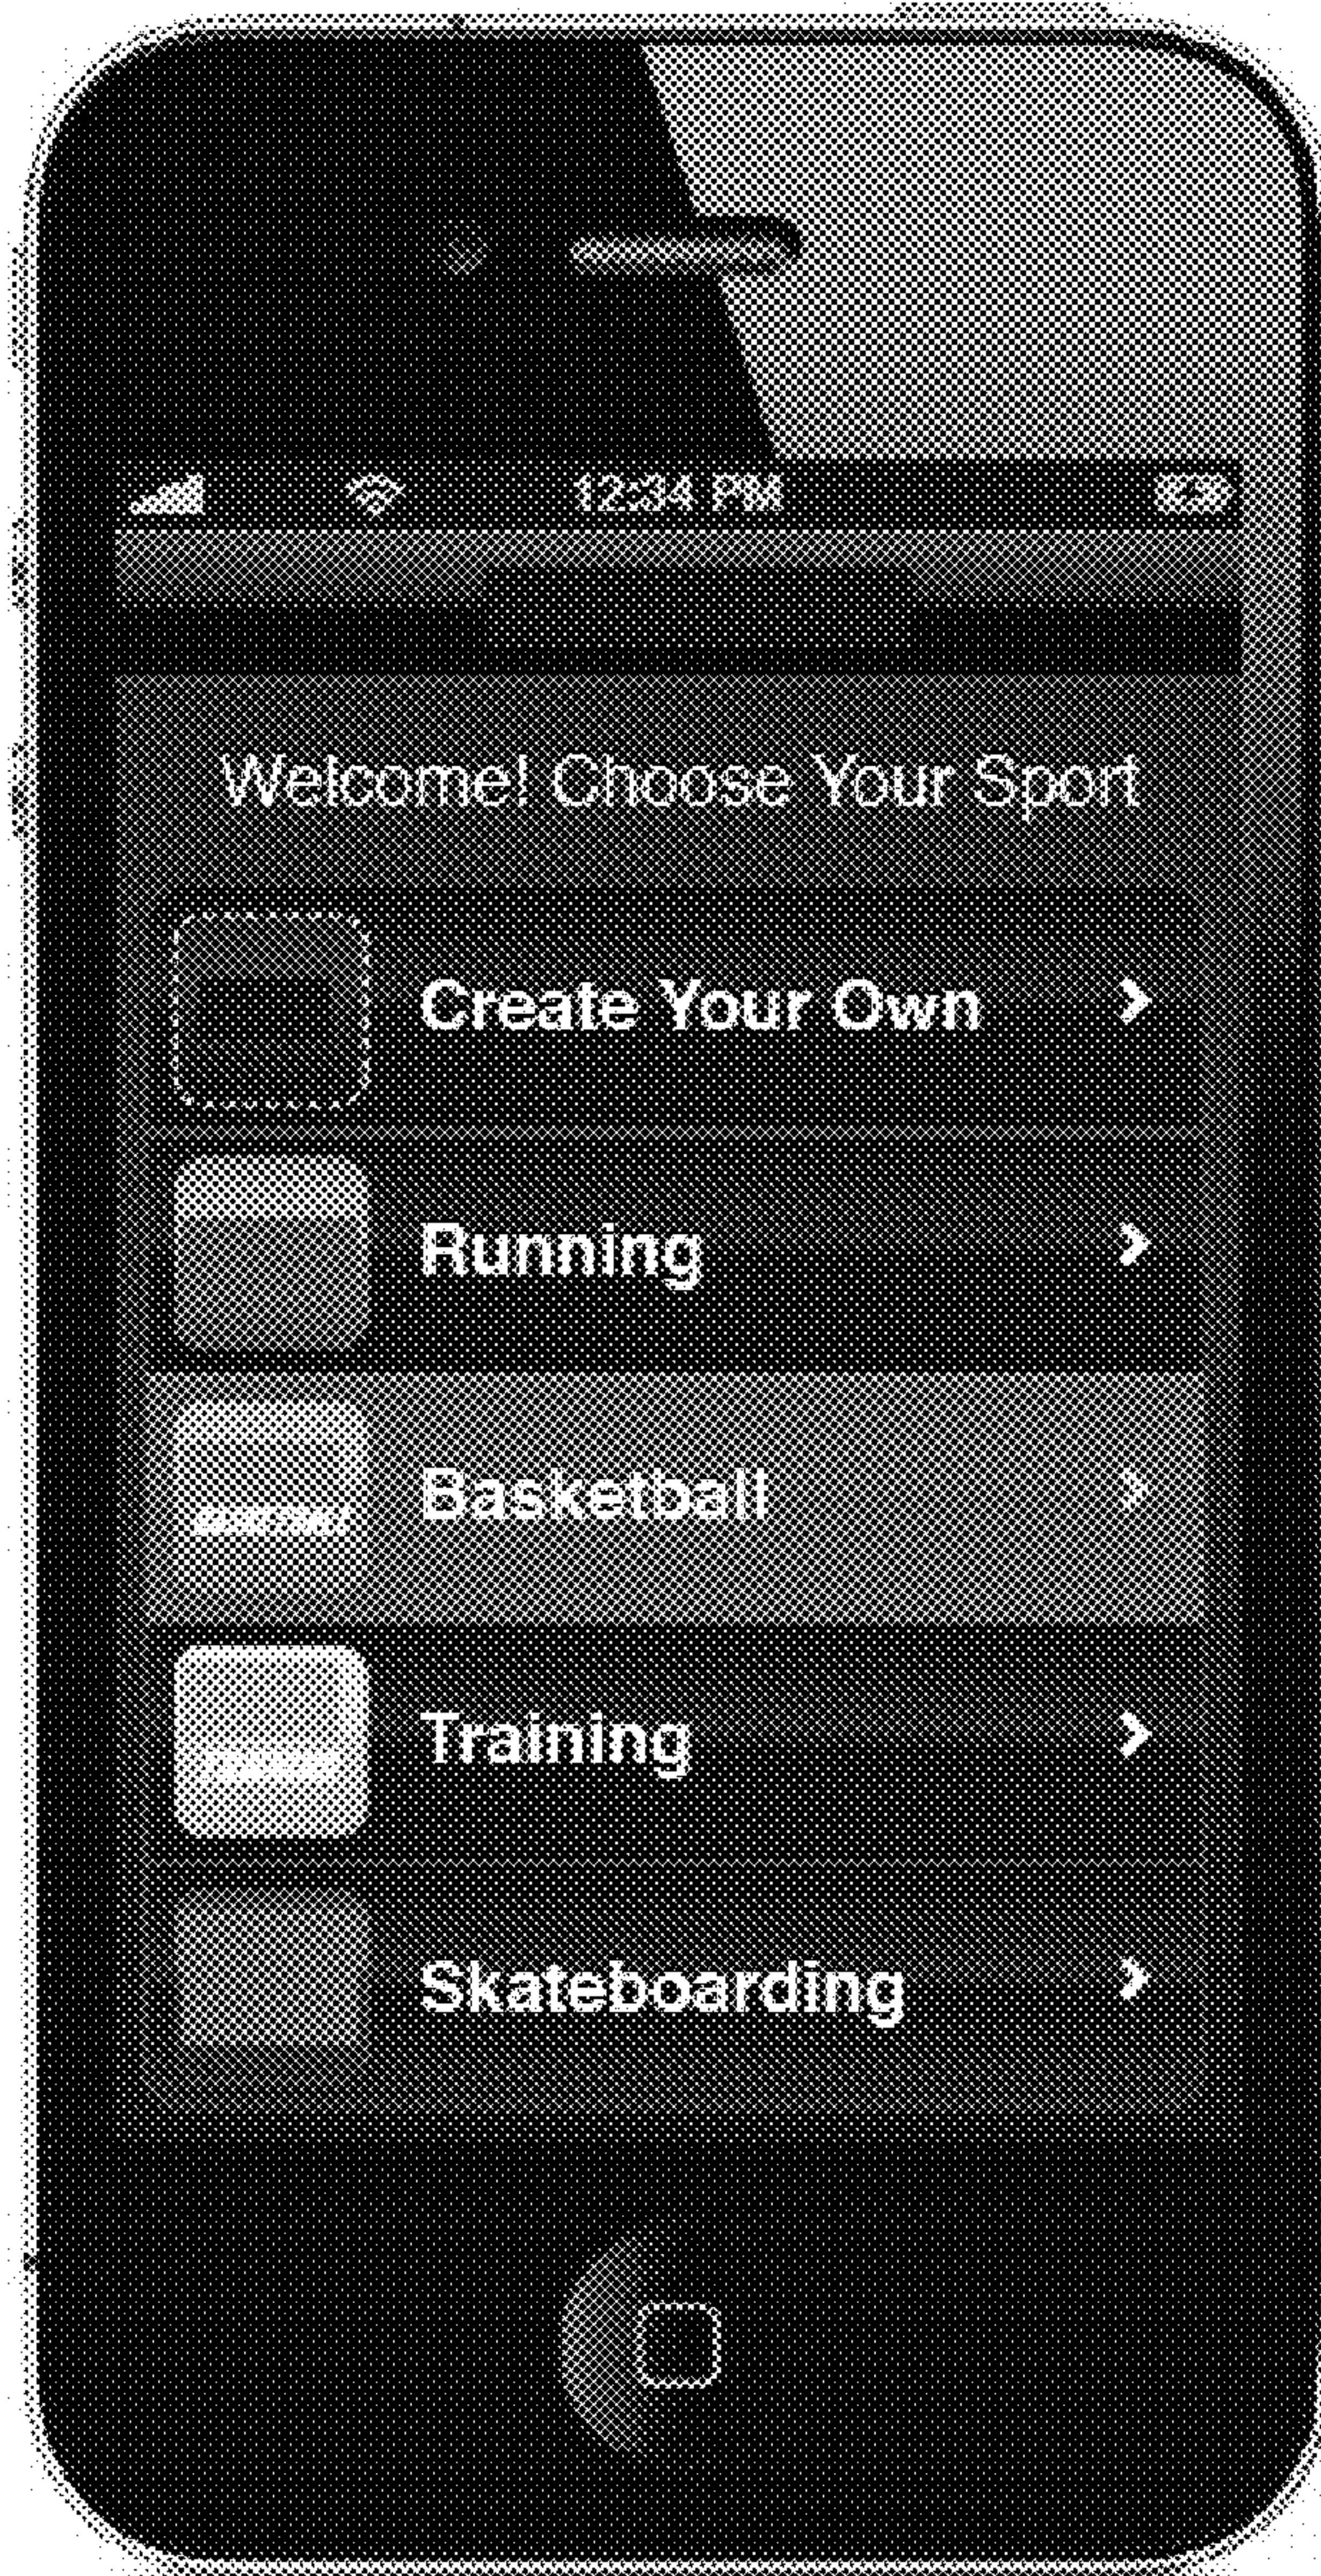 12:34 PM
Welcome! Choose Your Sport
Create Your Own
Running
Basketball
Training
Skateboarding